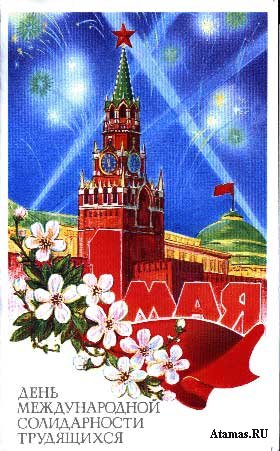 1 МАЯ
ДЕНЬ
МЕЖДУНАРОДНОЙ
СОЛИДАРНОСТИ
ТРУДЯЩИХСЯ
Atamas.RU